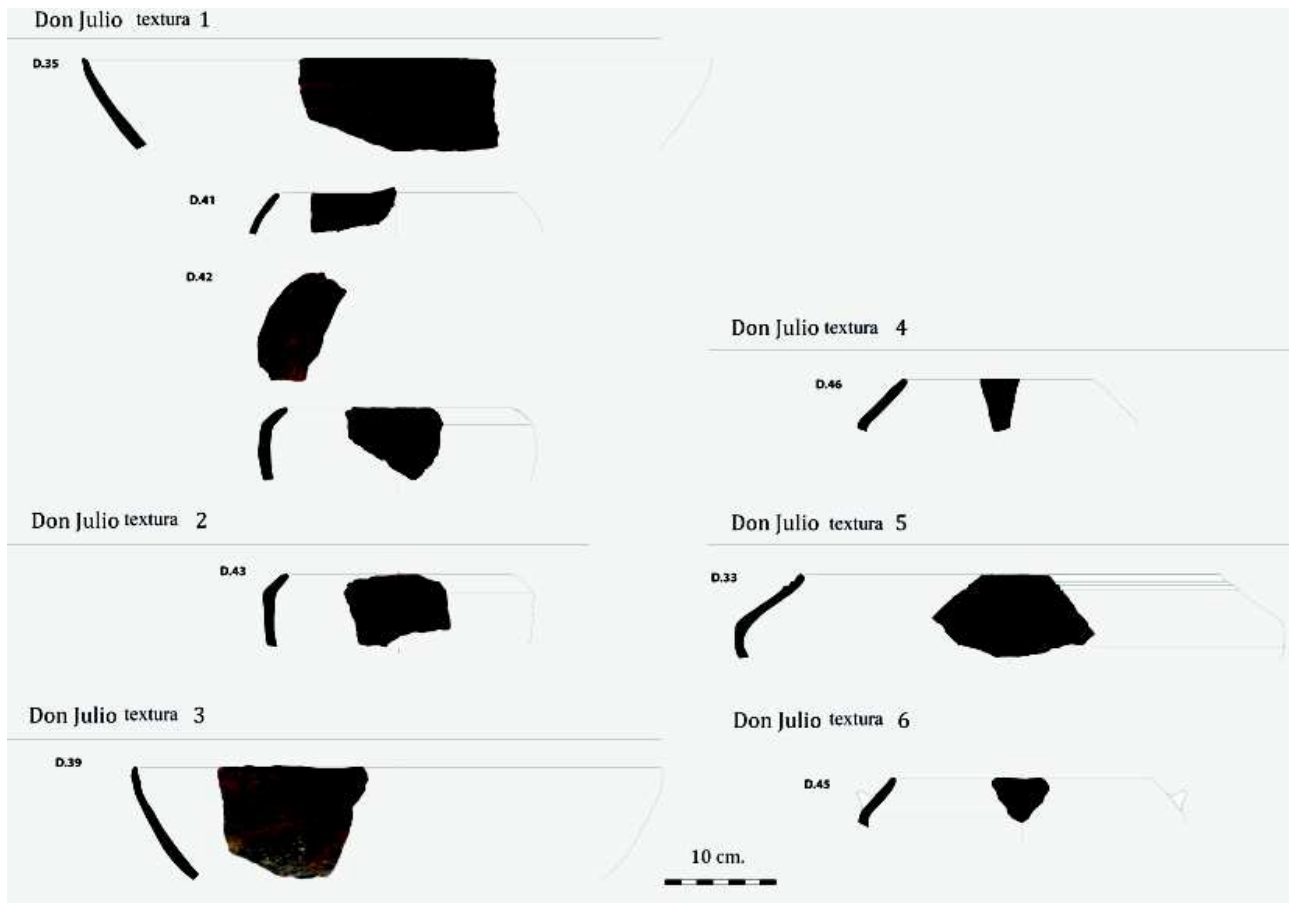 Don Julio textura 1
D.35
D.41
D.42
Don Julio textura 2
D.43
Don Julio textura 3
D.39
Don Julio textura 4
D.46
Don Julio textura 5
D.33
Don Julio textura 6
D.45
10 cm.